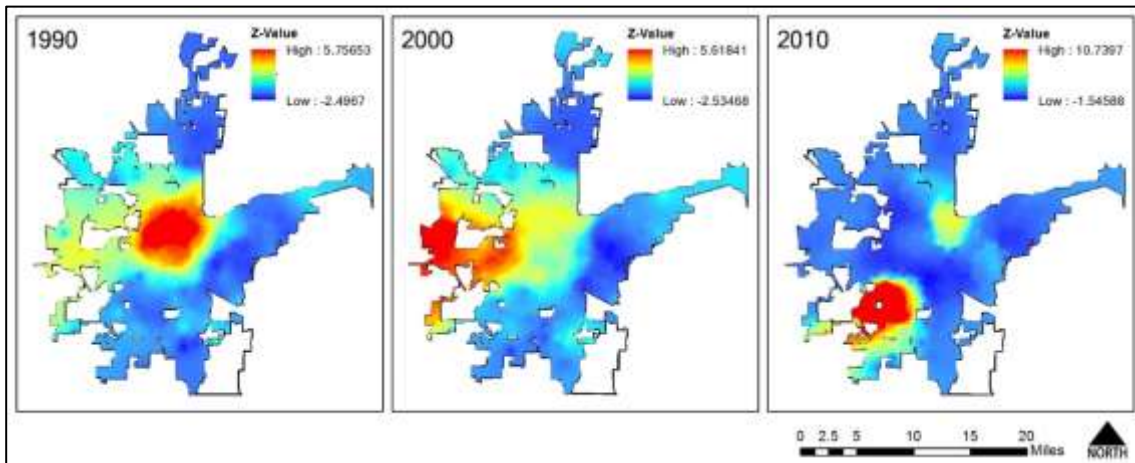 1990
Z-Value
High : 5.75653
Low : -2.4967
2000
Z-Value
High : 5.61841
Low : -2.53468
2010
Z-Value
High : 10.7397
Low : -1.54588
0 2.5 5 10 15 20
Miles
NORTH